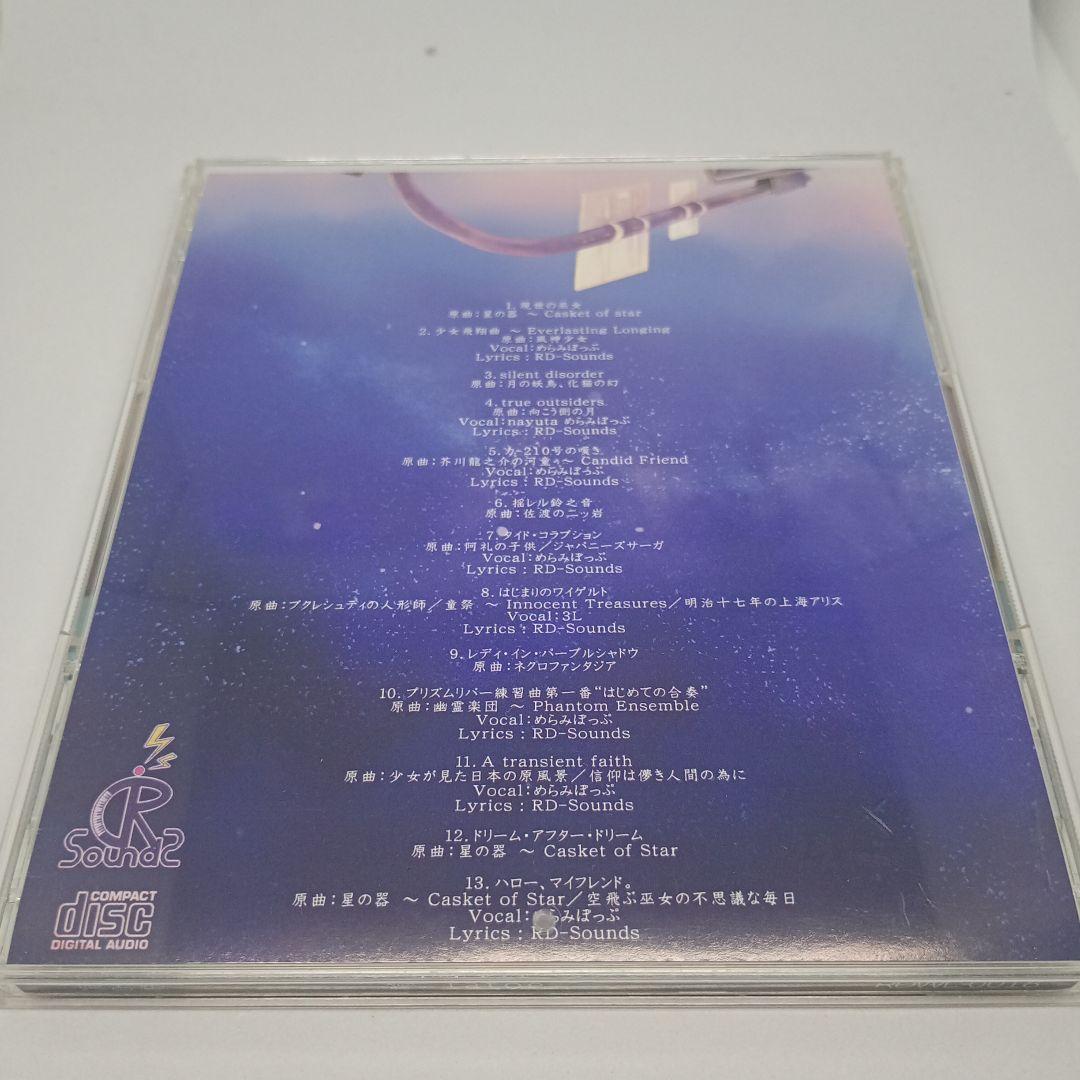 1. 現世の巫女
原曲:星の器 ～ Casket of star
2. 少女飛翔曲 ～ Everlasting Longing
原曲:風神少女
Vocal:めらみぽっぷ
Lyrics : RD-Sounds
3. silent disorder
原曲:月の妖鳥、化猫の幻
4. true outsiders
原曲:向こう側の月
Vocal:nayuta めらみぽっぷ
Lyrics : RD-Sounds
5. カ-210号の嘆き
原曲:芥川龍之介の河童 ～ Candid Friend
Vocal:めらみぽっぷ
Lyrics : RD-Sounds
6. 揺レル鈴之音
原曲:佐渡の二ッ岩
7. タイド・コラプション
原曲:阿礼の子供/ジャパニーズサーガ
Vocal:めらみぽっぷ
Lyrics : RD-Sounds
8. はじまりのワイゲルト
原曲:ブクレシュティの人形師/童祭 ～ Innocent Treasures/明治十七年の上海アリス
Vocal:3L
Lyrics : RD-Sounds
9. レディ・イン・パープルシャドウ
原曲:ネクロファンタジア
10. プリズムリバー練習曲第一番“はじめての合奏”
原曲:幽霊楽団 ～ Phantom Ensemble
Vocal:めらみぽっぷ
Lyrics : RD-Sounds
11. A transient faith
原曲:少女が見た日本の原風景/信仰は儚き人間の為に
Vocal:めらみぽっぷ
Lyrics : RD-Sounds
12. ドリーム・アフター・ドリーム
原曲:星の器 ～ Casket of Star
13. ハロー、マイフレンド。
原曲:星の器 ～ Casket of Star/空飛ぶ巫女の不思議な毎日
Vocal:めらみぽっぷ
Lyrics : RD-Sounds
R
Sounds
COMPACT
disc
DIGITAL AUDIO